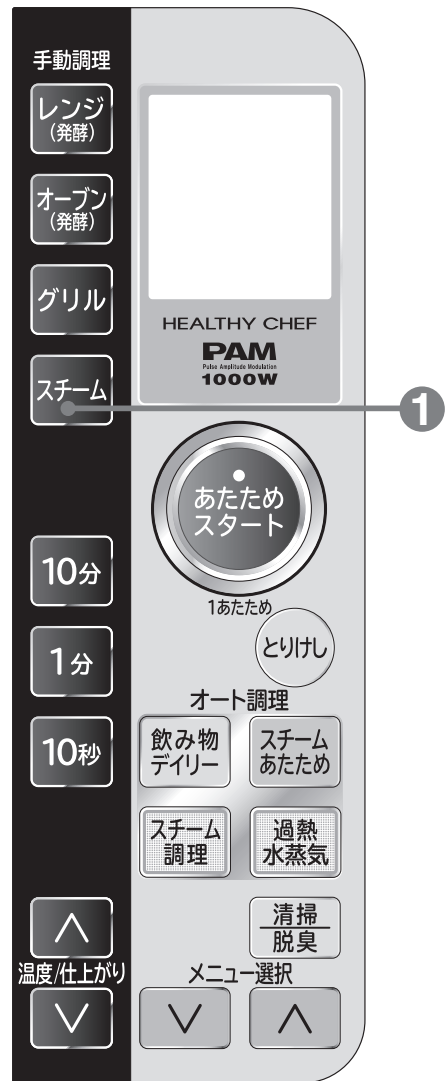 手動調理
レンジ
(発酵)
オーブン
(発酵)
グリル
スチーム
10分
1分
10秒
温度/仕上がり
HEALTHY CHEF
PAM
Pulse Amplitude Modulation
1000W
1
あたため
スタート
1あたため
とりけし
オート調理
飲み物
デイリー
スチーム
あたため
スチーム
調理
過熱
水蒸気
清掃
脱臭
メニュー選択